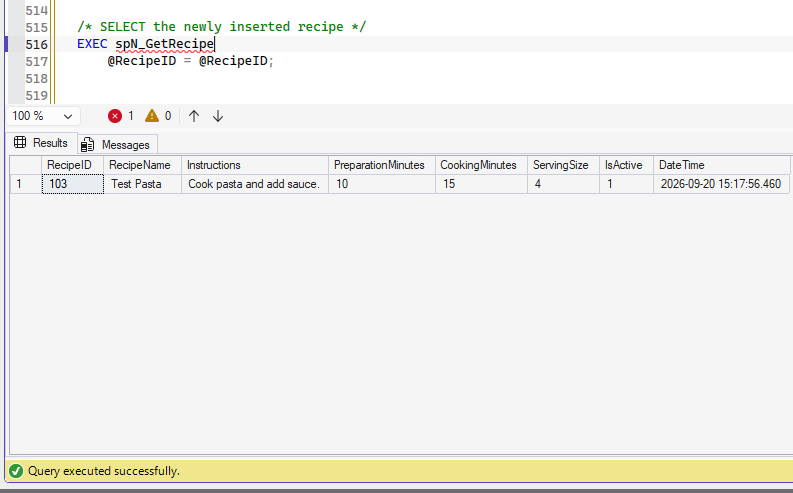 514
515 /* SELECT the newly inserted recipe */
516 EXEC spN_GetRecipe
517 @RecipeID = @RecipeID;
518
519
100 % 1 0
Results Messages
RecipeID RecipeName Instructions PreparationMinutes CookingMinutes ServingSize IsActive DateTime
1 103 Test Pasta Cook pasta and add sauce. 10 15 4 1 2026-09-20 15:17:56.460
Query executed successfully.